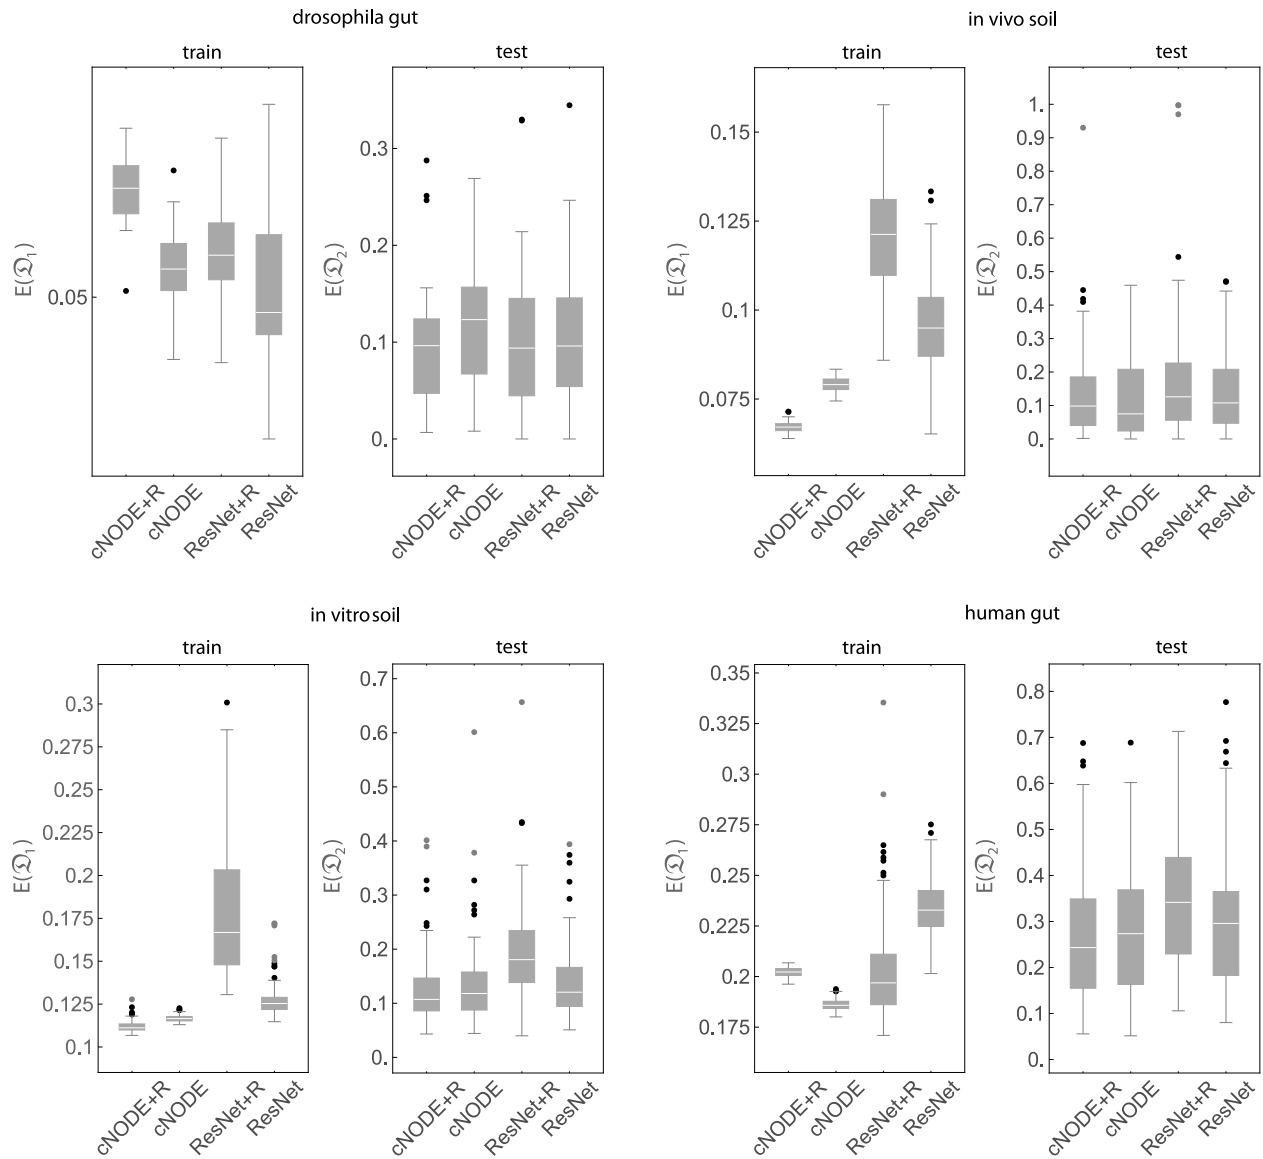 drosophila gut
train
test
E(𝔇1)
0.05
cNODE+R
cNODE
ResNet+R
ResNet
E(𝔇2)
0.3
0.2
0.1
0.
cNODE+R
cNODE
ResNet+R
ResNet
in vivo soil
train
test
E(𝔇1)
0.15
0.125
0.1
0.075
cNODE+R
cNODE
ResNet+R
ResNet
E(𝔇2)
1.
0.9
0.8
0.7
0.6
0.5
0.4
0.3
0.2
0.1
0.
cNODE+R
cNODE
ResNet+R
ResNet
in vitro soil
train
test
E(𝔇1)
0.3
0.275
0.25
0.225
0.2
0.175
0.15
0.125
0.1
cNODE+R
cNODE
ResNet+R
ResNet
E(𝔇2)
0.7
0.6
0.5
0.4
0.3
0.2
0.1
0.
cNODE+R
cNODE
ResNet+R
ResNet
human gut
train
test
E(𝔇1)
0.35
0.325
0.3
0.275
0.25
0.225
0.2
0.175
cNODE+R
cNODE
ResNet+R
ResNet
E(𝔇2)
0.8
0.7
0.6
0.5
0.4
0.3
0.2
0.1
0.
cNODE+R
cNODE
ResNet+R
ResNet